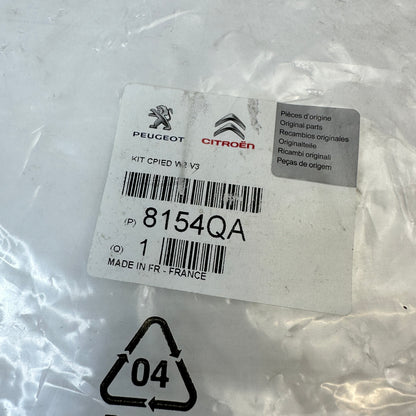 PEUGEOT
CITROËN
Pièces d'origine
Original parts
Recambios originales
Originalteile
Ricambi originali
Peças de origem
KIT CPIED W2 V3
(P) 8154QA
(Q) 1
MADE IN FR - FRANCE
04